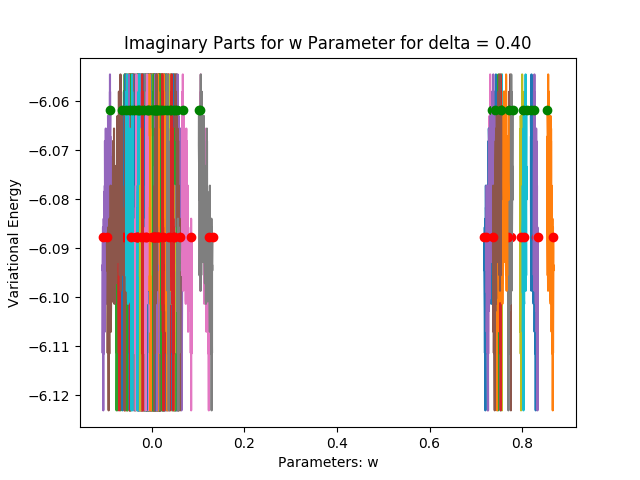 Imaginary Parts for w Parameter for delta = 0.40
Variational Energy
−6.06
−6.07
−6.08
−6.09
−6.10
−6.11
−6.12
0.0 0.2 0.4 0.6 0.8
Parameters: w